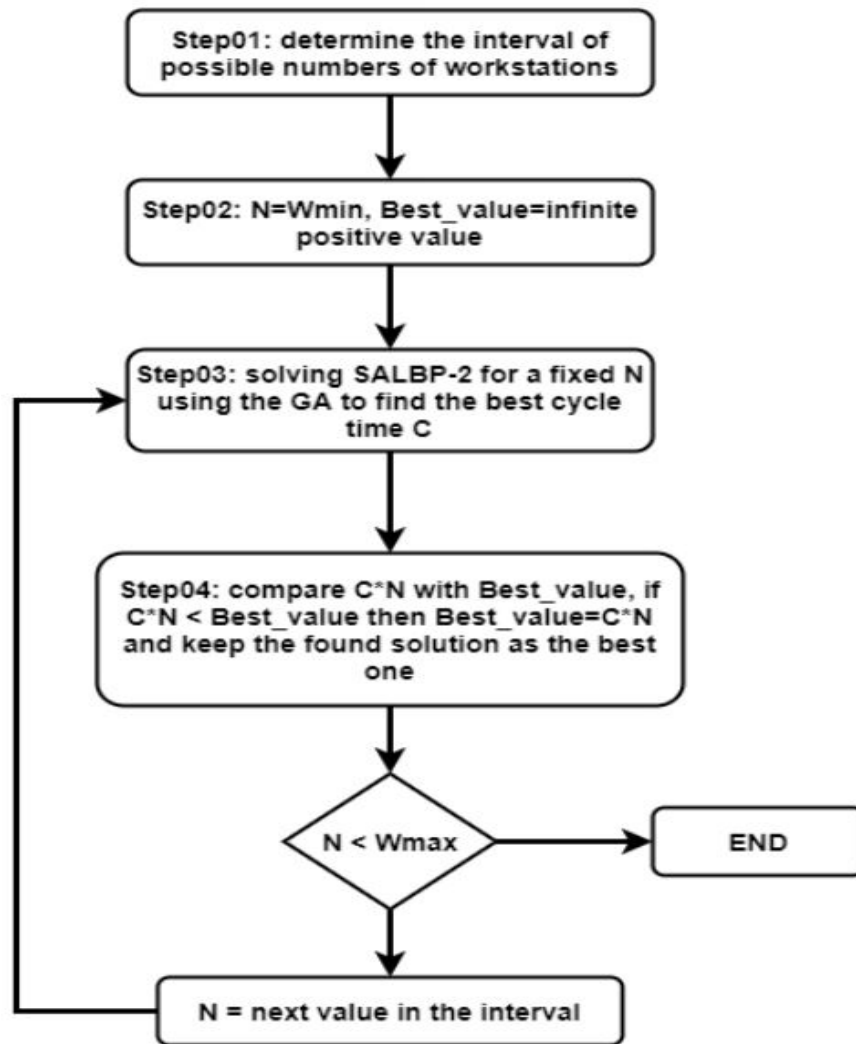 Step01: determine the interval of
possible numbers of workstations
Step02: N=Wmin, Best_value=infinite
positive value
Step03: solving SALBP-2 for a fixed N
using the GA to find the best cycle
time C
Step04: compare C*N with Best_value, if
C*N < Best_value then Best_value=C*N
and keep the found solution as the best
one
N < Wmax
END
N = next value in the interval